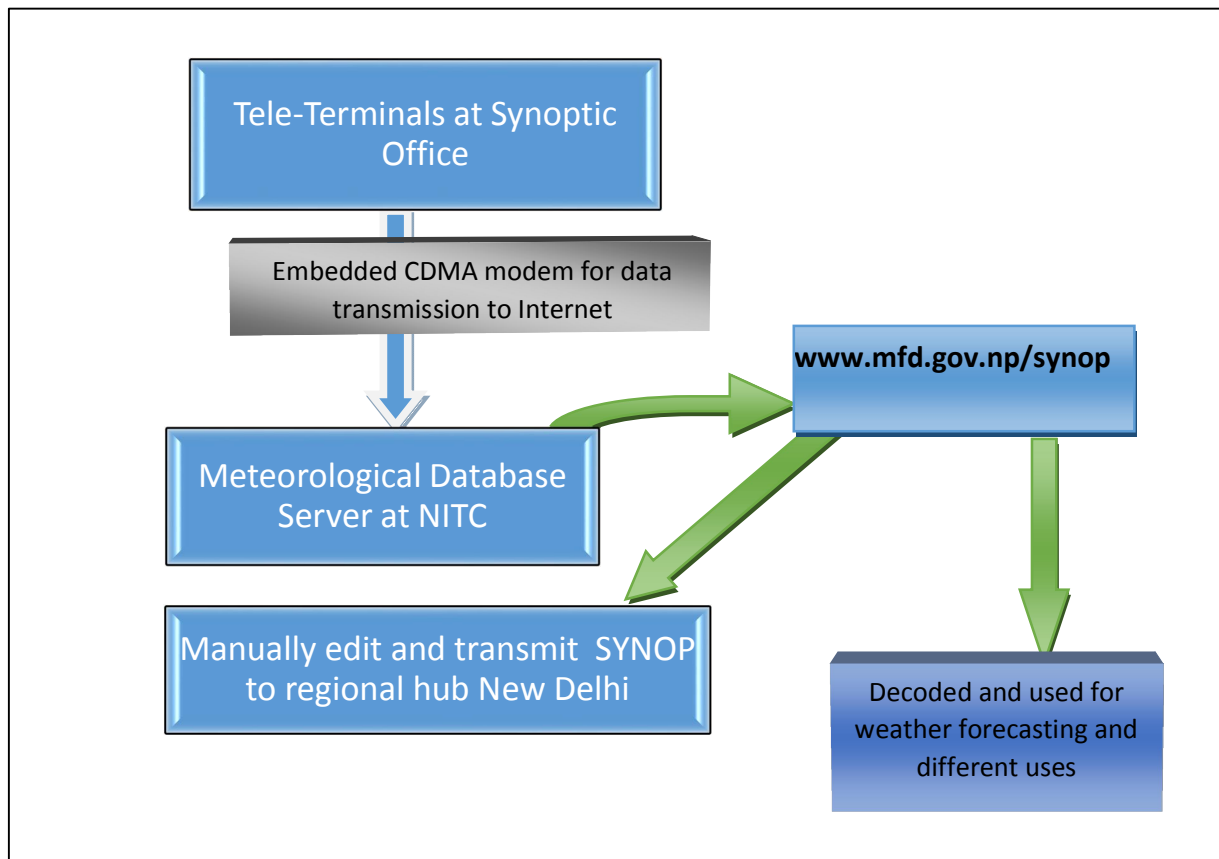 Tele-Terminals at Synoptic
Office
Embedded CDMA modem for data
transmission to Internet
www.mfd.gov.np/synop
Meteorological Database
Server at NITC
Manually edit and transmit  SYNOP
to regional hub New Delhi
Decoded and used for
weather forecasting and
different uses